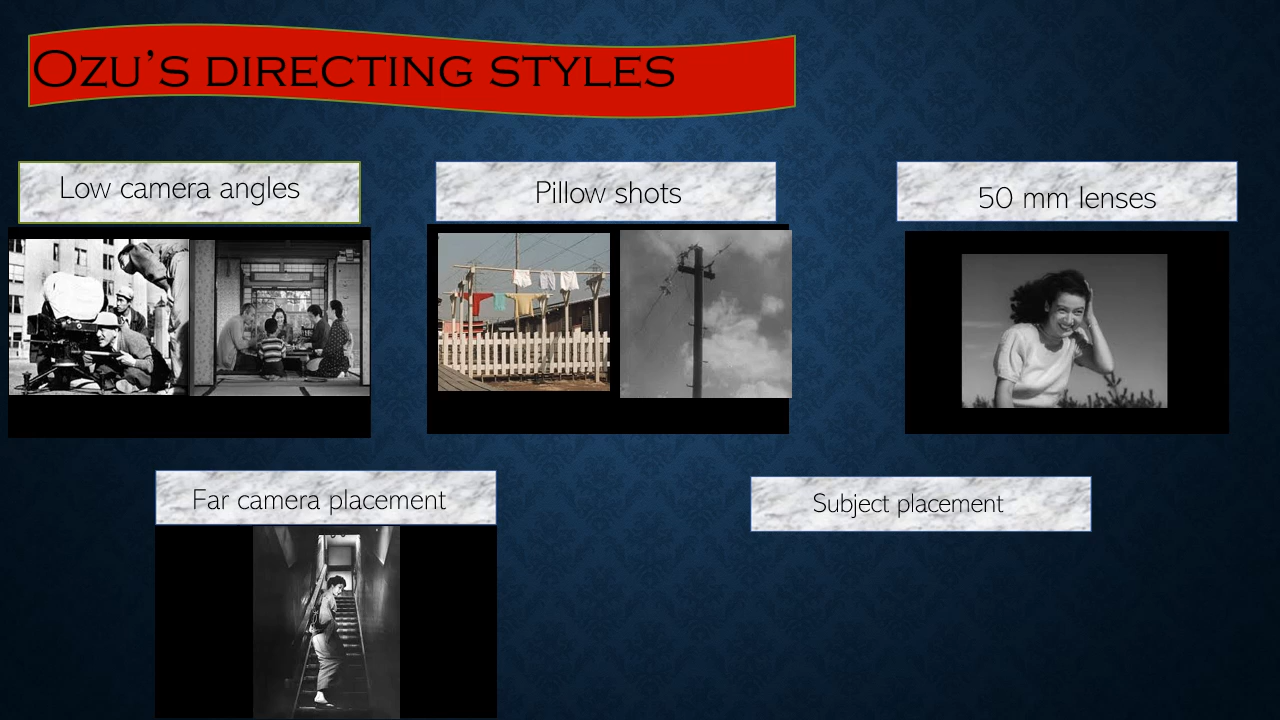 Ozu’s directing styles
Low camera angles
Pillow shots
50 mm lenses
Far camera placement
Subject placement